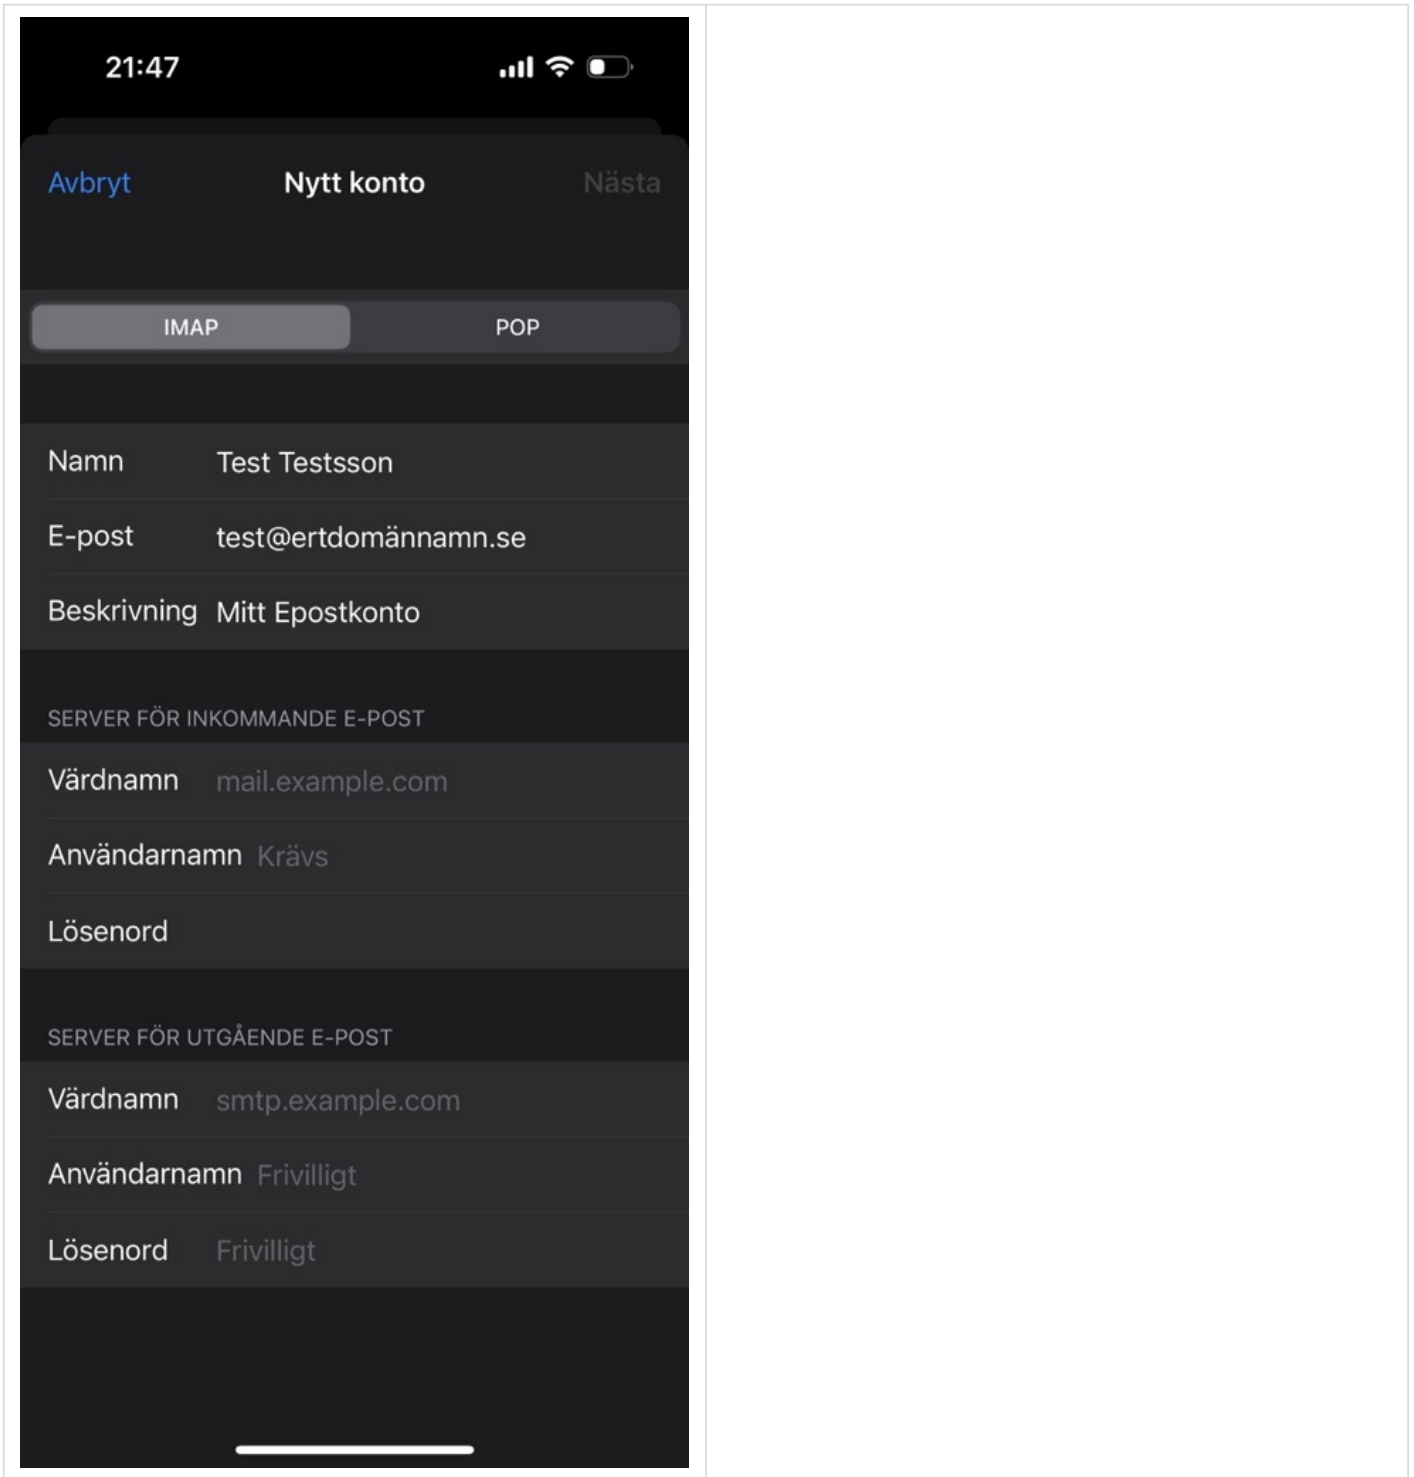 21:47
Avbryt Nytt konto Nästa
IMAP POP
Namn Test Testsson
E-post test@ertdomännamn.se
Beskrivning Mitt Epostkonto
SERVER FÖR INKOMMANDE E-POST
Värdnamn mail.example.com
Användarnamn Krävs
Lösenord
SERVER FÖR UTGÅENDE E-POST
Värdnamn smtp.example.com
Användarnamn Frivilligt
Lösenord Frivilligt